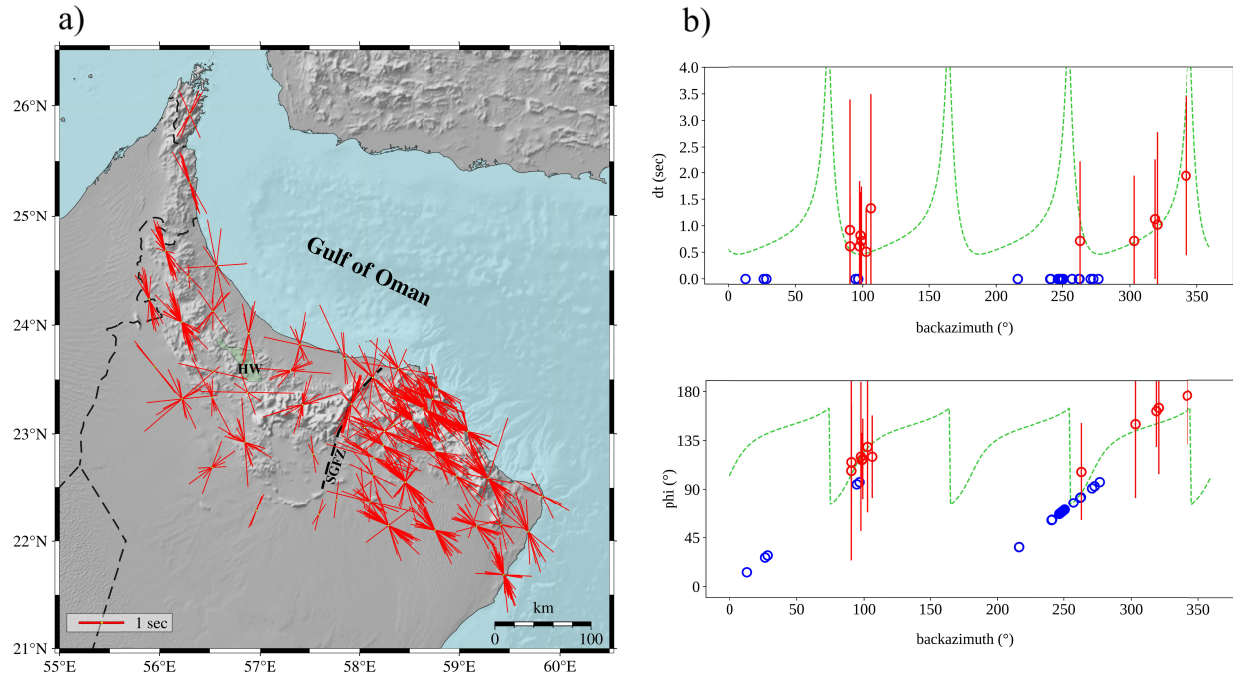 a)
26°N
25°N
24°N
23°N
22°N
21°N
55°E
56°E
57°E
58°E
59°E
60°E
Gulf of Oman
HW
SGFZ
1 sec
km
0
100
b)
dt (sec)
4.0
3.5
3.0
2.5
2.0
1.5
1.0
0.5
0.0
0
50
100
150
200
250
300
350
backazimuth (°)
phi (°)
180
135
90
45
0
0
50
100
150
200
250
300
350
backazimuth (°)